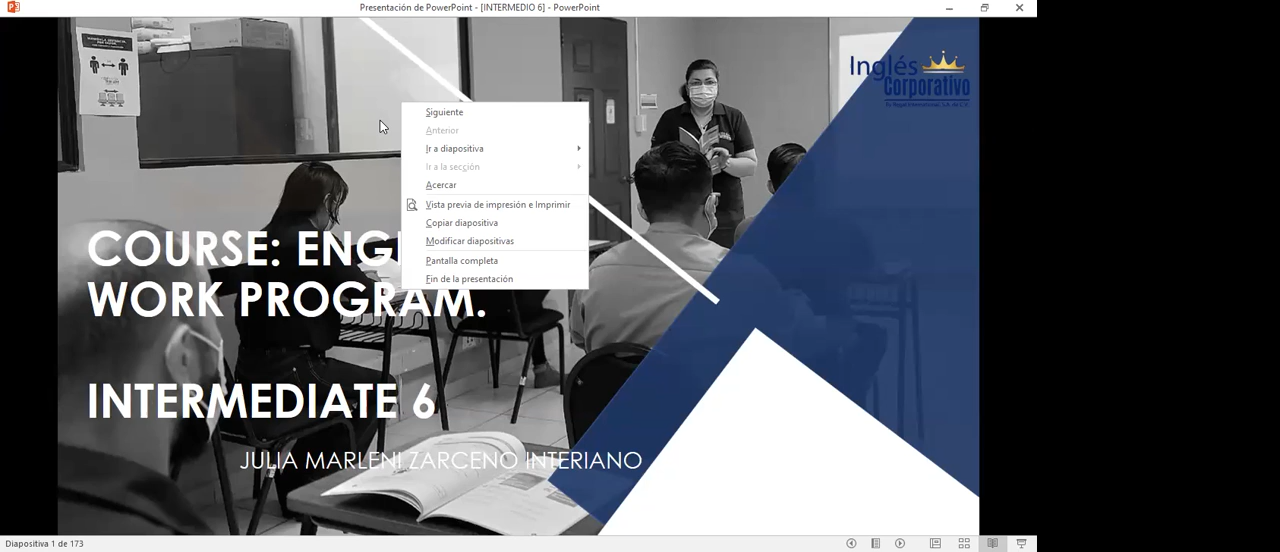 Presentación de PowerPoint - [INTERMEDIO 6] - PowerPoint
Inglés
Corporativo
Siguiente
Anterior
Ir a diapositiva
Ir a la sección
Acercar
Vista previa de impresión e Imprimir
Copiar diapositiva
Modificar diapositivas
Pantalla completa
Fin de la presentación
COURSE: ENG
WORK PROGRAM.
INTERMEDIATE 6
JULIA MARLENI ZARCENO INTERIANO
Diapositiva 1 de 173